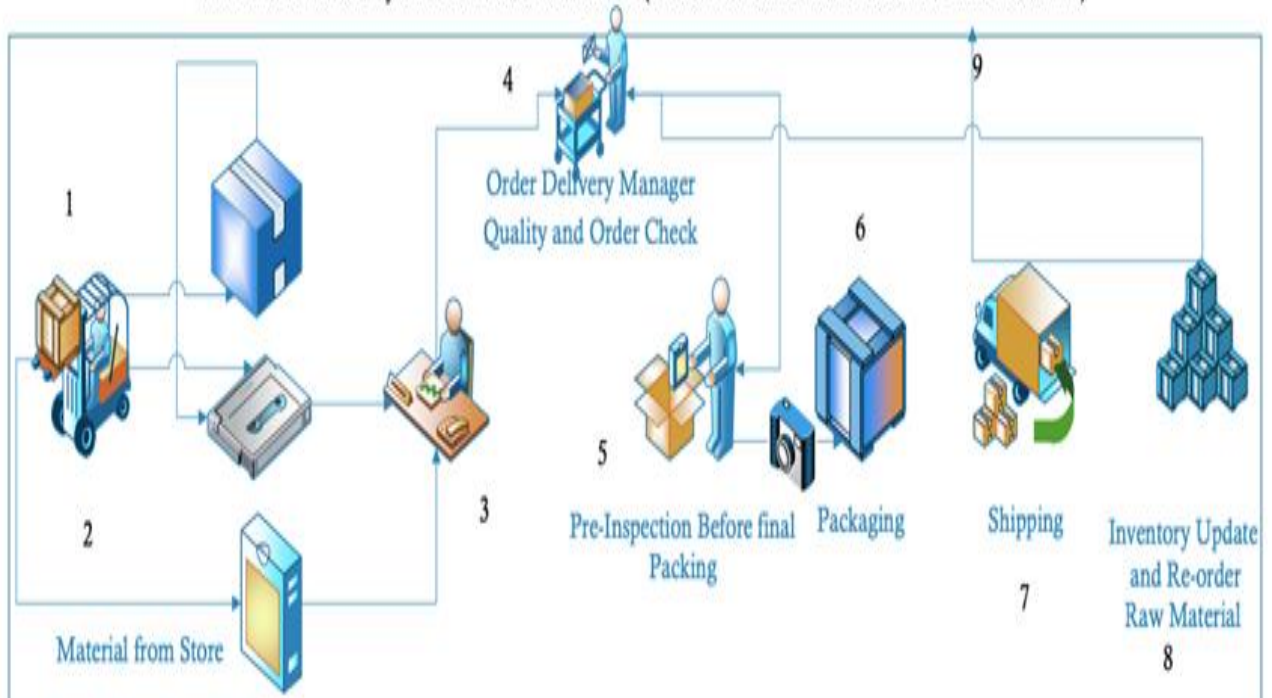 4
9
1
Order Delivery Manager
Quality and Order Check
6
5
3
2
Pre-Inspection Before final
Packing
Packaging
Shipping
Inventory Update
and Re-order
Raw Material
7
Material from Store
8